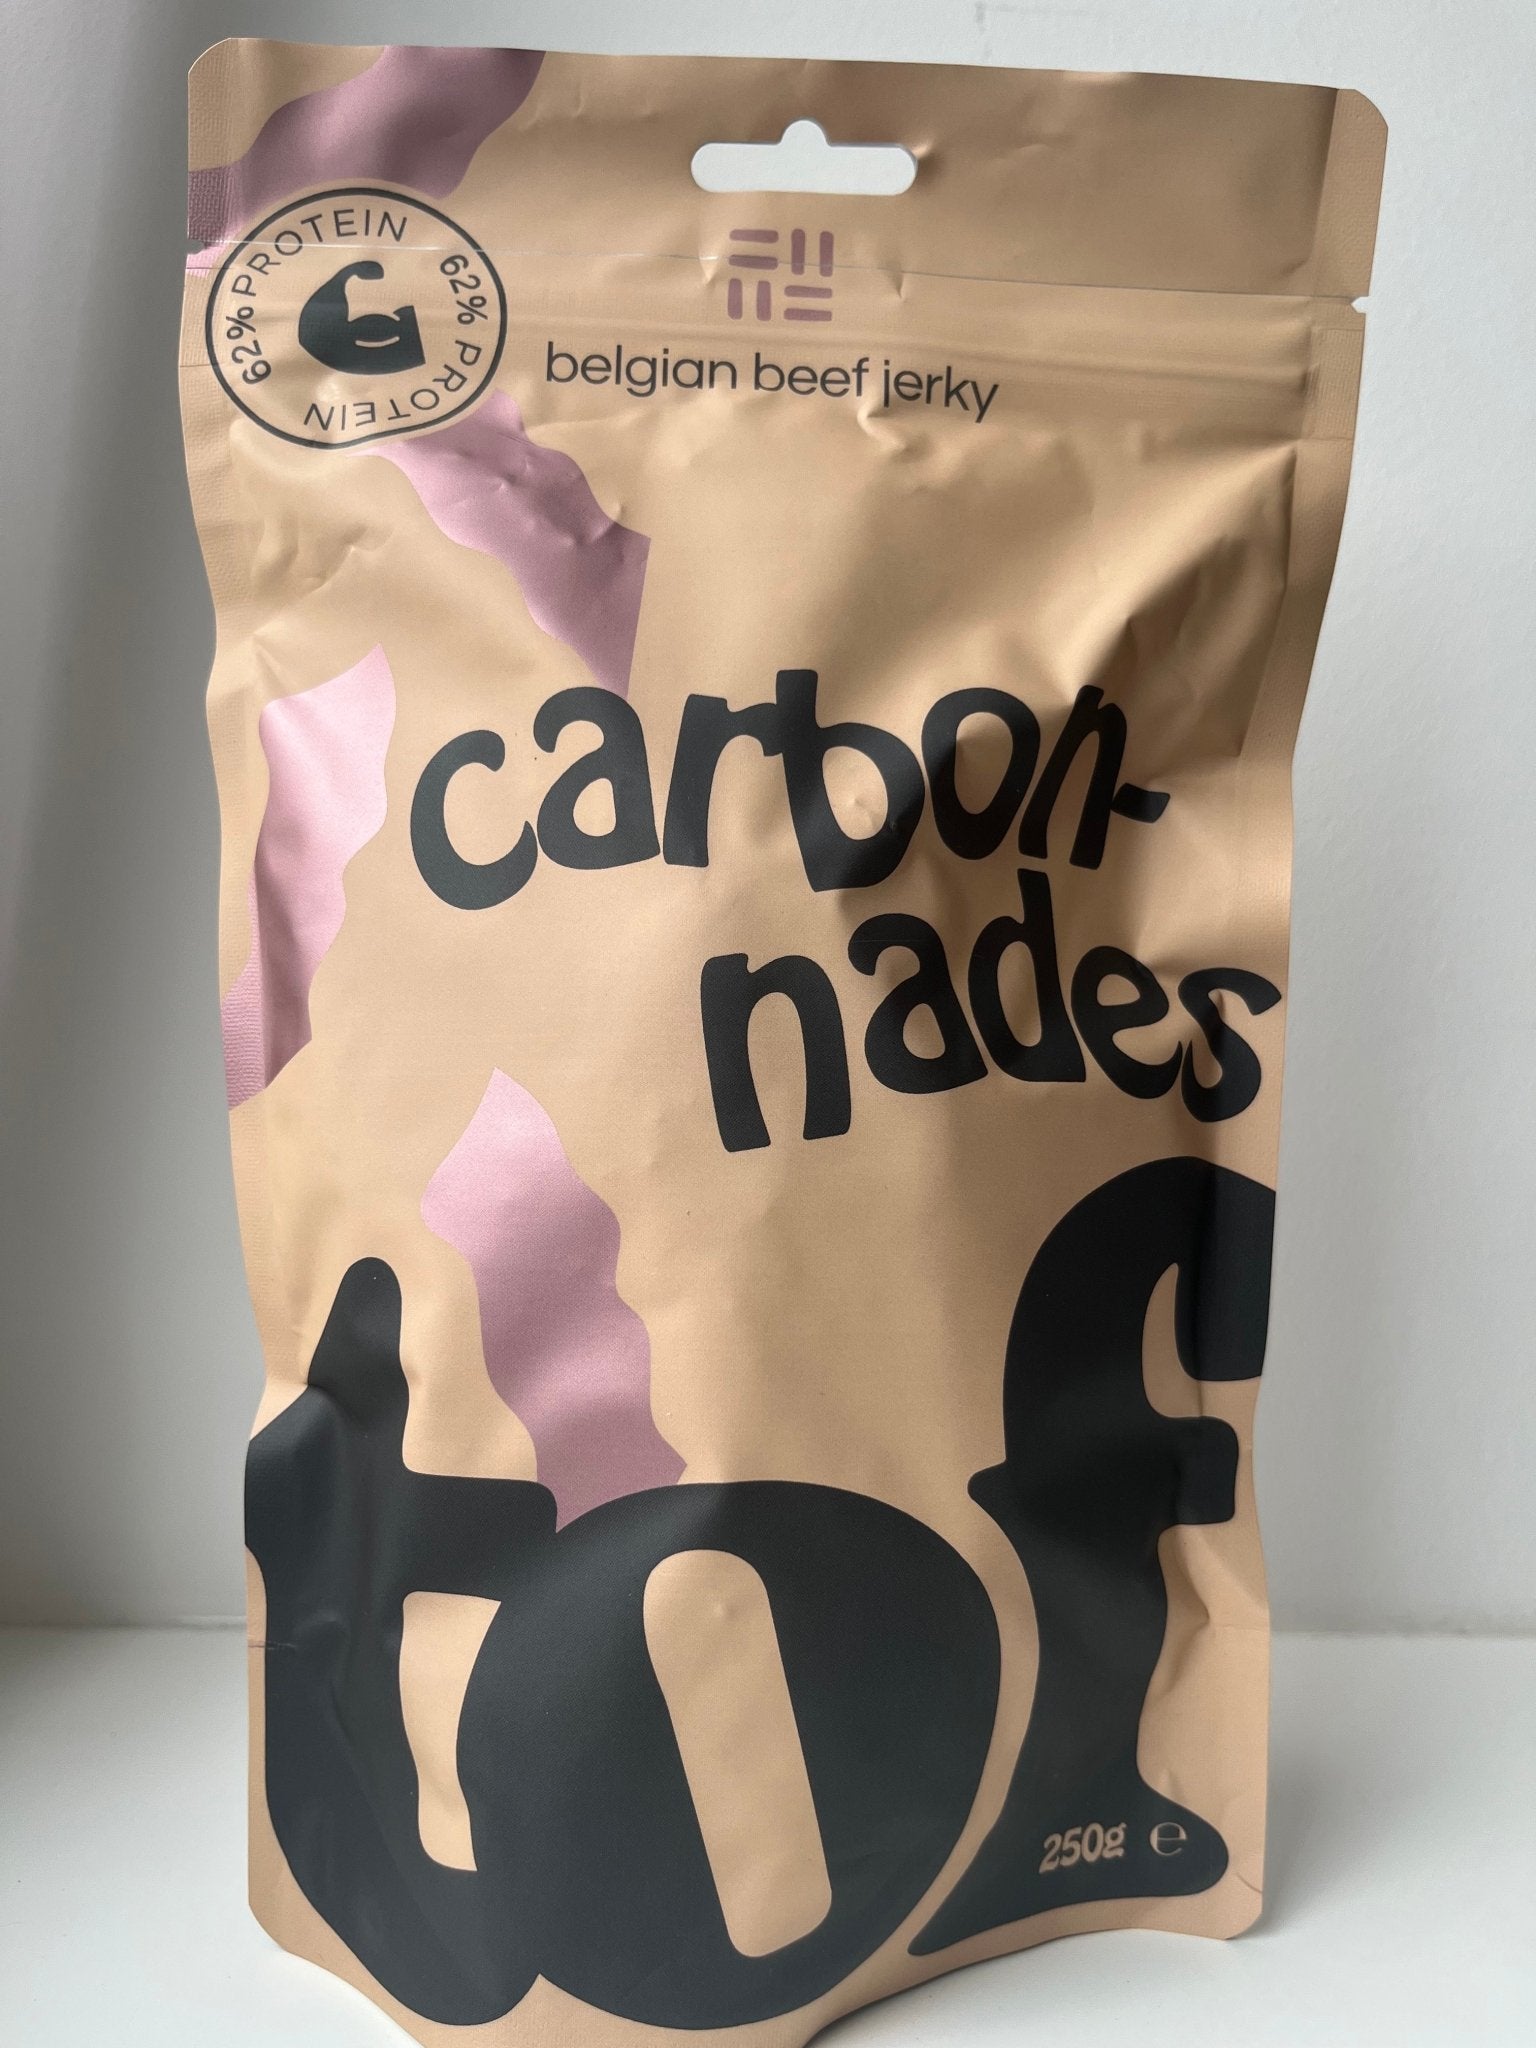 62% PROTEIN 62% PROTEIN
belgian beef jerky
carbon-
nades
tof
250g ℮